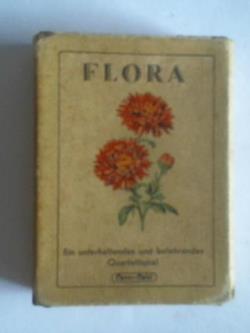 FLORA
Ein unterhaltendes und belehrendes
Quartettspiel